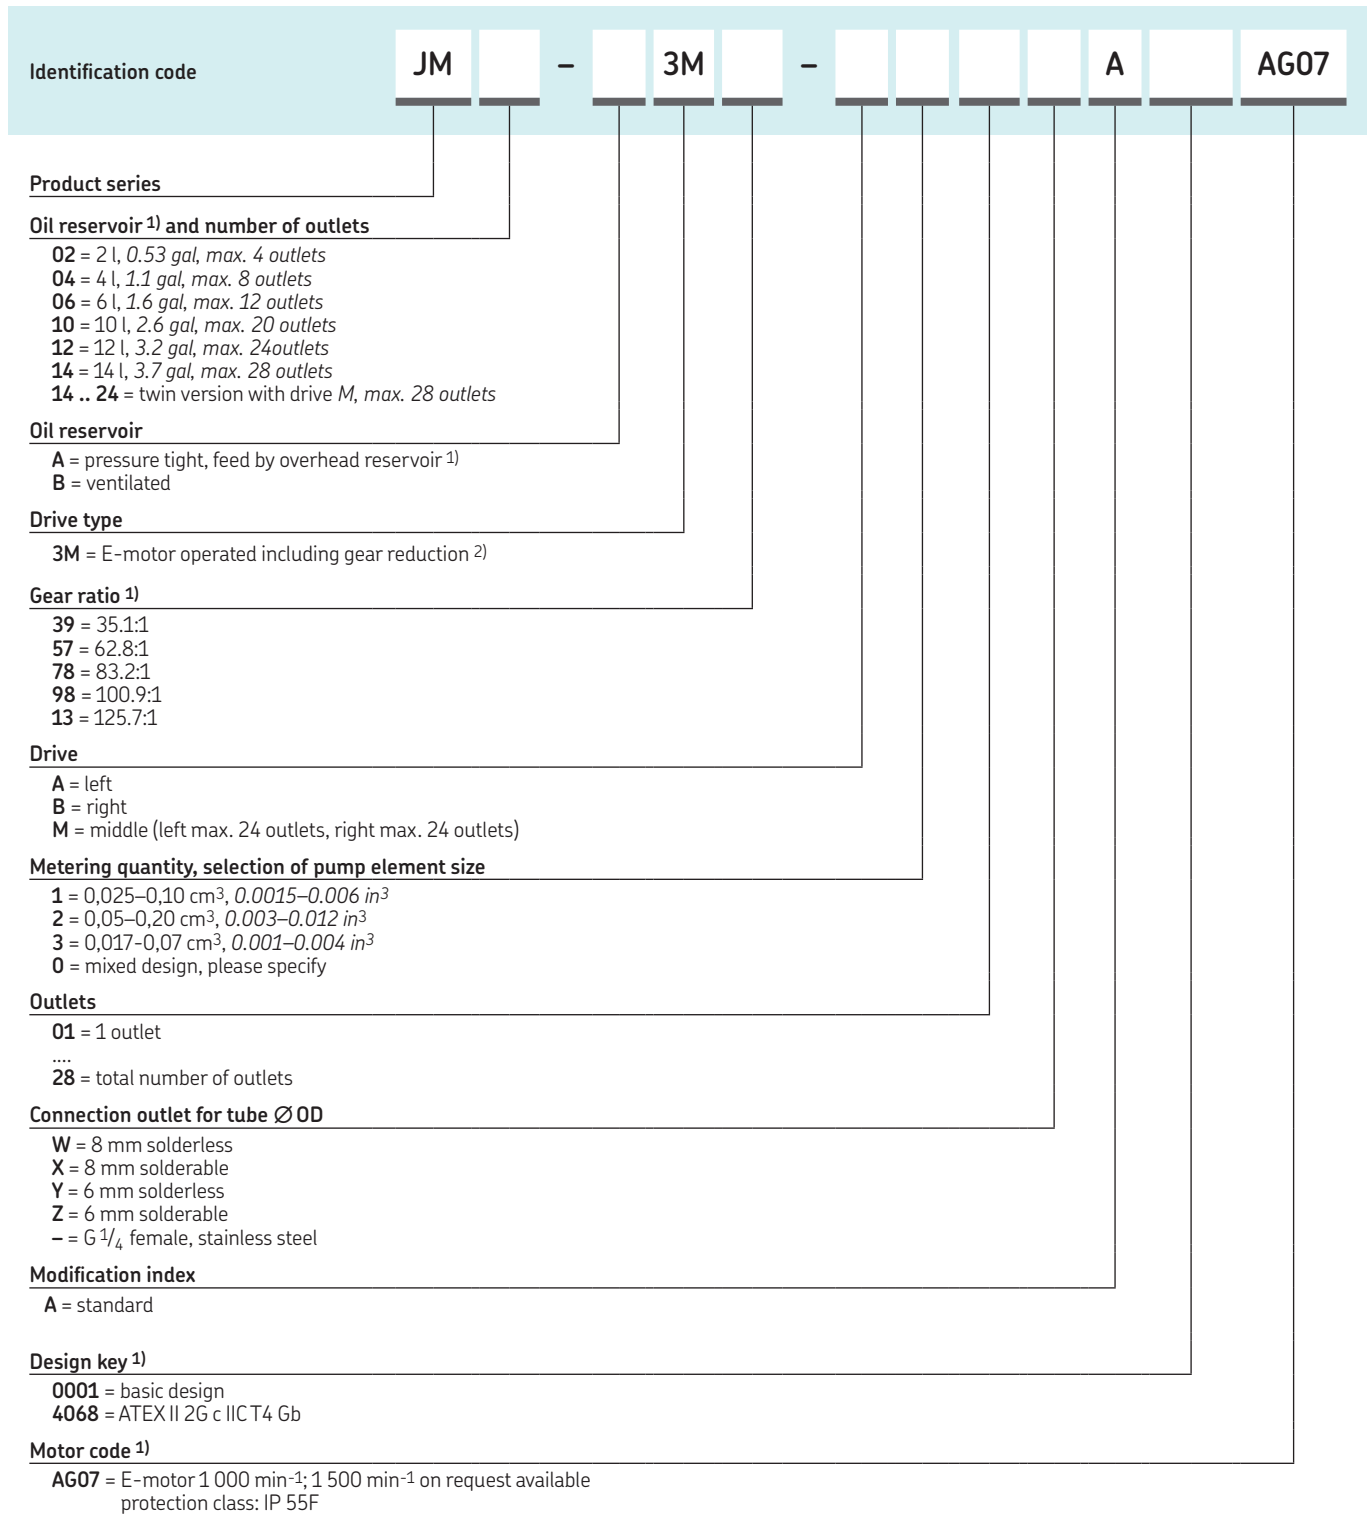 Identification code JM – 3M – A AG07
Product series
Oil reservoir 1) and number of outlets
02 = 2 l, 0.53 gal, max. 4 outlets
04 = 4 l, 1.1 gal, max. 8 outlets
06 = 6 l, 1.6 gal, max. 12 outlets
10 = 10 l, 2.6 gal, max. 20 outlets
12 = 12 l, 3.2 gal, max. 24outlets
14 = 14 l, 3.7 gal, max. 28 outlets
14 .. 24 = twin version with drive M, max. 28 outlets
Oil reservoir
A = pressure tight, feed by overhead reservoir 1)
B = ventilated
Drive type
3M = E-motor operated including gear reduction 2)
Gear ratio 1)
39 = 35.1:1
57 = 62.8:1
78 = 83.2:1
98 = 100.9:1
13 = 125.7:1
Drive
A = left
B = right
M = middle (left max. 24 outlets, right max. 24 outlets)
Metering quantity, selection of pump element size
1 = 0,025–0,10 cm3, 0.0015–0.006 in3
2 = 0,05–0,20 cm3, 0.003–0.012 in3
3 = 0,017-0,07 cm3, 0.001–0.004 in3
0 = mixed design, please specify
Outlets
01 = 1 outlet
....
28 = total number of outlets
Connection outlet for tube ∅ OD
W = 8 mm solderless
X = 8 mm solderable
Y = 6 mm solderless
Z = 6 mm solderable
– = G 1/4 female, stainless steel
Modification index
A = standard
Design key 1)
0001 = basic design
4068 = ATEX II 2G c IIC T4 Gb
Motor code 1)
AG07 = E-motor 1 000 min-1; 1 500 min-1 on request available
protection class: IP 55F